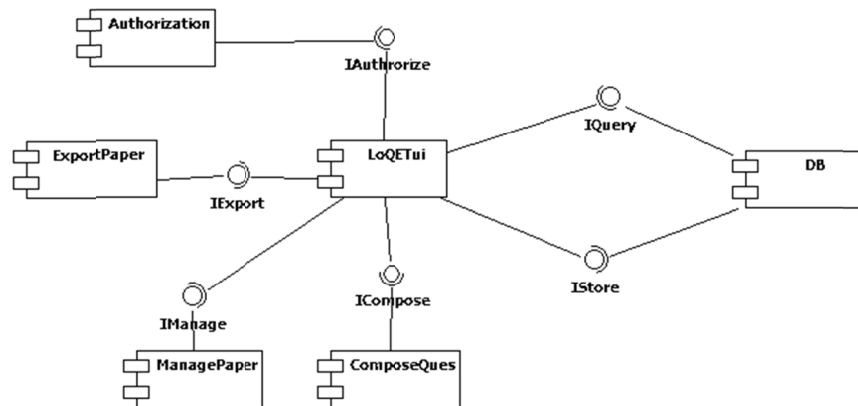 Authorization
IAuthrorize
IQuery
ExportPaper
LoQETui
DB
IExport
IStore
IManage
ICompose
ManagePaper
ComposeQues